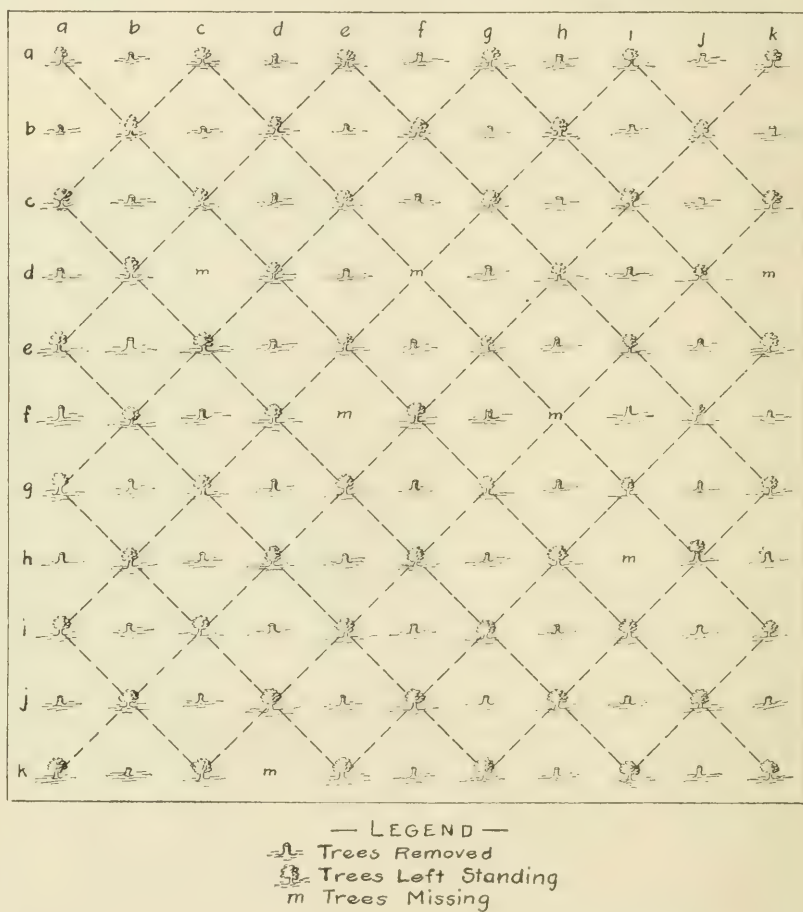 a b c d e f g h i j k
a
b
c
d m m m
e
f m m
g
h m
i
j
k m
— LEGEND —
Trees Removed
Trees Left Standing
m Trees Missing